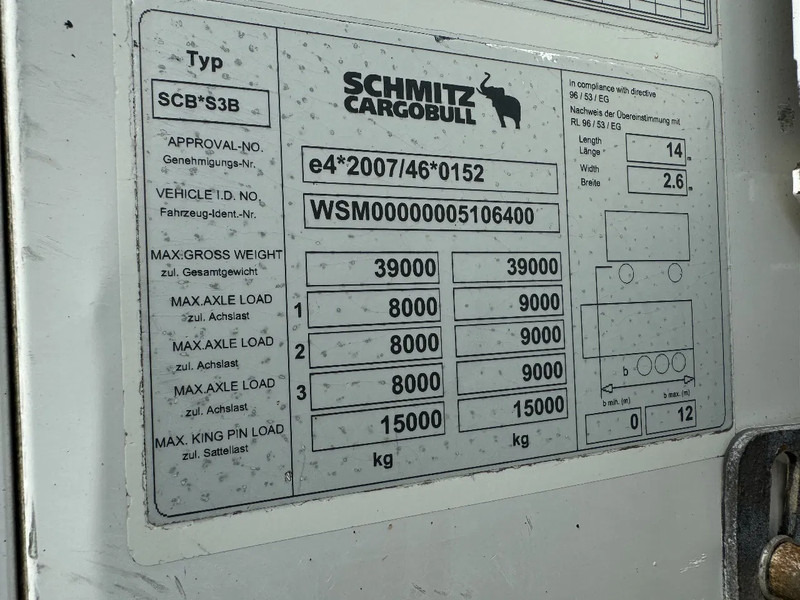 Typ
SCB*S3B
SCHMITZ
CARGOBULL
APPROVAL-NO.
Genehmigungs-Nr.
e4*2007/46*0152
VEHICLE I.D. NO.
Fahrzeug-Ident.-Nr.
WSM00000005106400
MAX.GROSS WEIGHT
zul. Gesamtgewicht
39000 39000
MAX.AXLE LOAD
zul. Achslast
1 8000 9000
MAX.AXLE LOAD
zul. Achslast
2 8000 9000
MAX.AXLE LOAD
zul. Achslast
3 8000 9000
MAX. KING PIN LOAD
zul. Sattellast
15000 15000
kg kg
In compliance with directive
96 / 53 / EG
Nachweis der Übereinstimmung mit
RL 96 / 53 / EG
Length
Länge
14 m
Width
Breite
2.6 m
b
b min. (m) b max. (m)
0 12